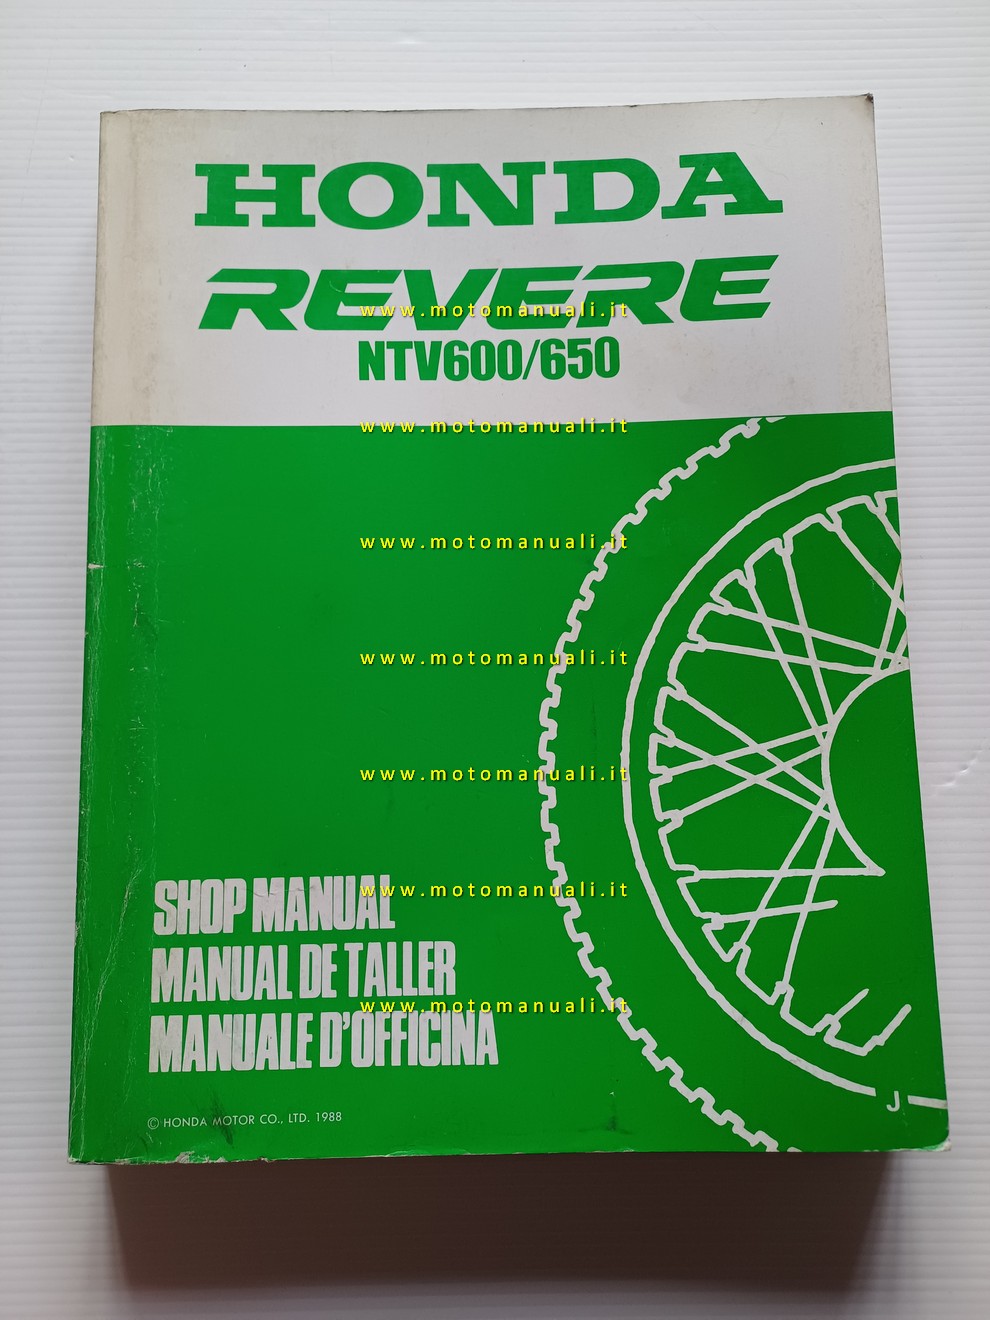 HONDA
REVERE
www.motomanuali.it
NTV600/650
www.motomanuali.it
www.motomanuali.it
www.motomanuali.it
www.motomanuali.it
SHOP MANUAL
www.motomanuali.it
MANUAL DE TALLER
www.motomanuali.it
MANUALE D'OFFICINA
© HONDA MOTOR CO., LTD. 1988
J